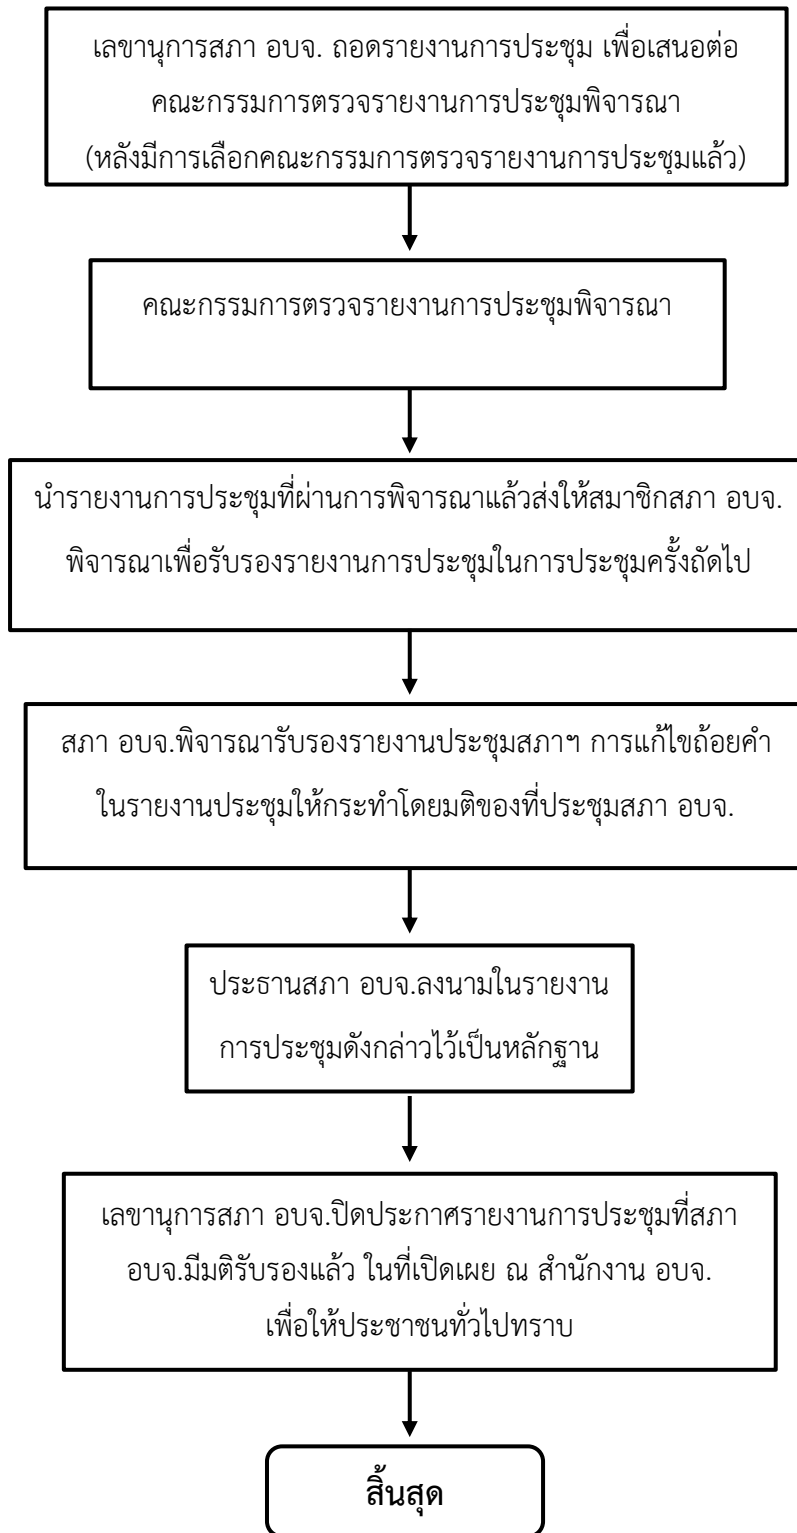 เลขานุการสภา อบจ. ถอดรายงานการประชุม เพื่อเสนอต่อ
คณะกรรมการตรวจรายงานการประชุมพิจารณา
(หลังมีการเลือกคณะกรรมการตรวจรายงานการประชุมแล้ว)
คณะกรรมการตรวจรายงานการประชุมพิจารณา
นำรายงานการประชุมที่ผ่านการพิจารณาแล้วส่งให้สมาชิกสภา อบจ.
พิจารณาเพื่อรับรองรายงานการประชุมในการประชุมครั้งถัดไป
สภา อบจ.พิจารณารับรองรายงานประชุมสภาฯ การแก้ไขถ้อยคำ
ในรายงานประชุมให้กระทำโดยมติของที่ประชุมสภา อบจ.
ประธานสภา อบจ.ลงนามในรายงาน
การประชุมดังกล่าวไว้เป็นหลักฐาน
เลขานุการสภา อบจ.ปิดประกาศรายงานการประชุมที่สภา
อบจ.มีมติรับรองแล้ว ในที่เปิดเผย ณ สำนักงาน อบจ.
เพื่อให้ประชาชนทั่วไปทราบ
สิ้นสุด